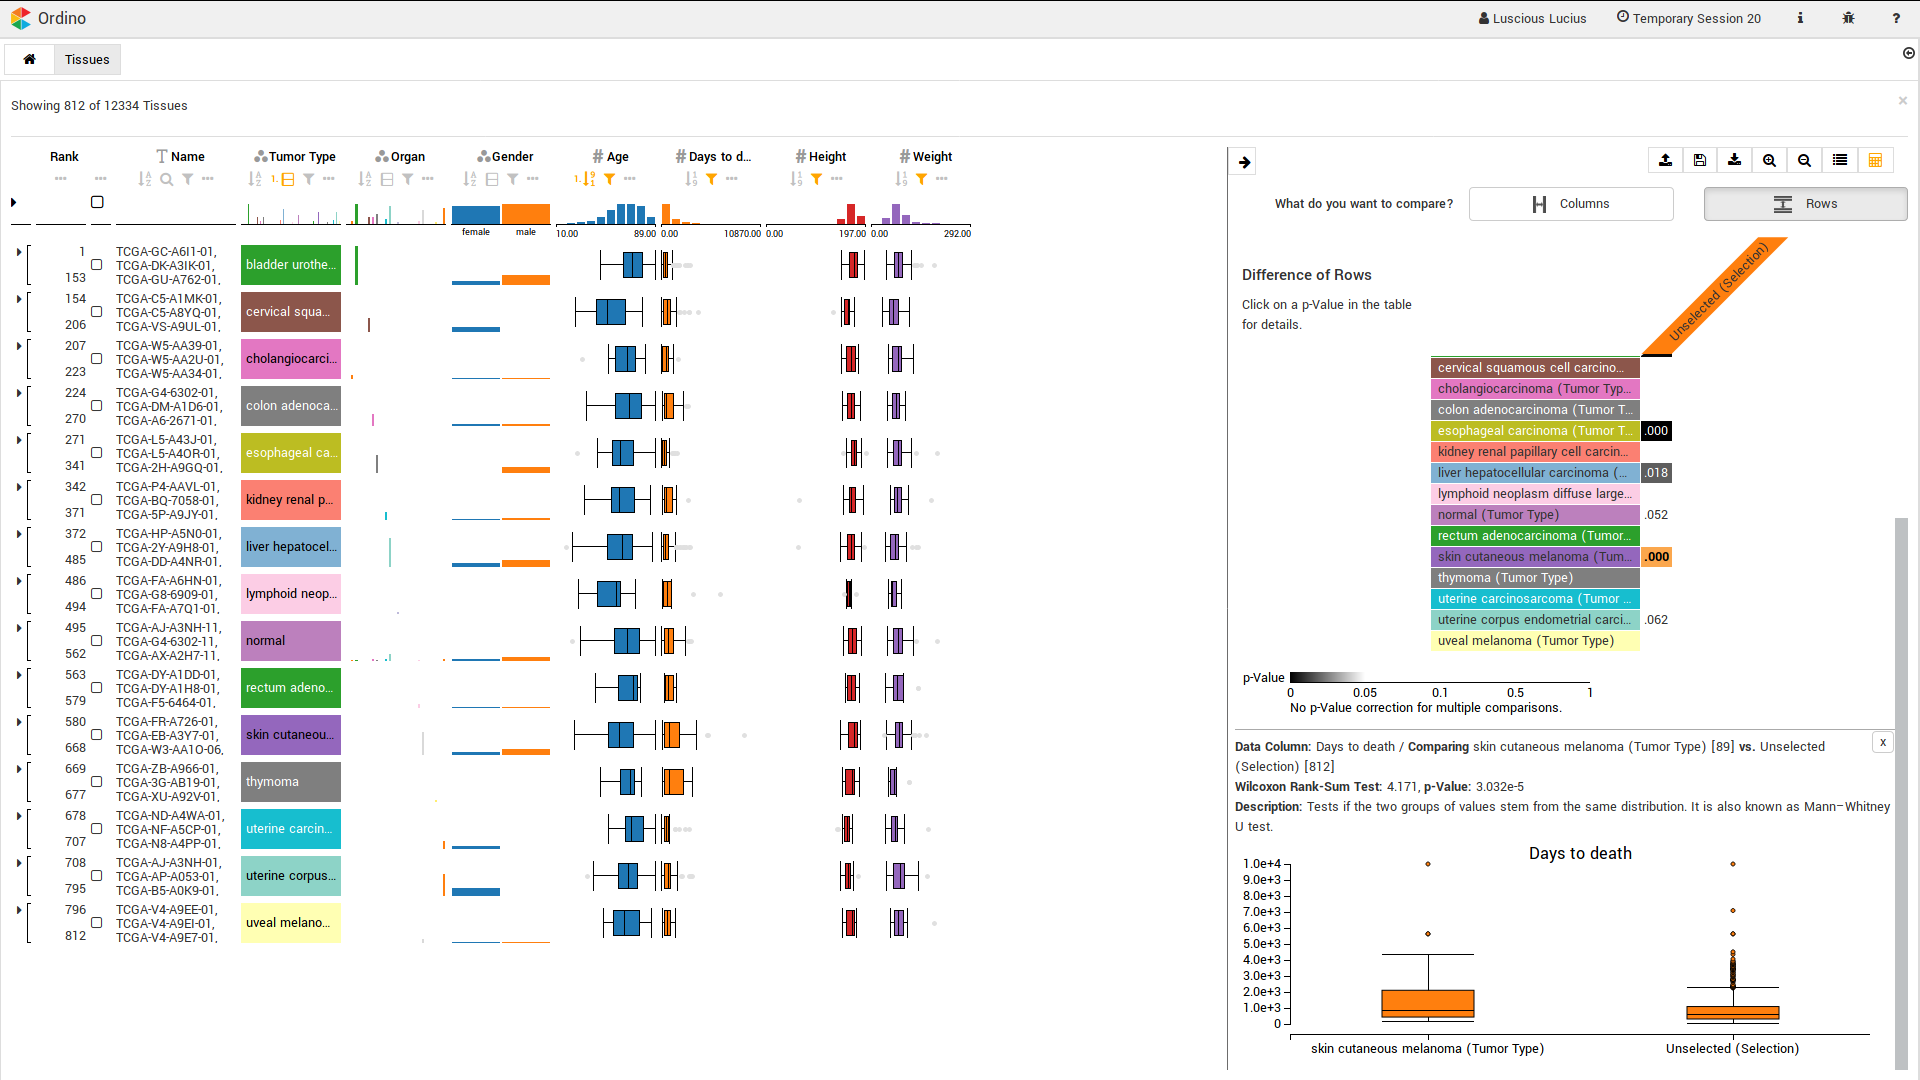 Ordino
Luscious Lucius
Temporary Session 20
Tissues
Showing 812 of 12334 Tissues
Rank
Name
Tumor Type
Organ
Gender
# Age
# Days to d...
# Height
# Weight
female male
10.00 89.00 0.00 10870.00 0.00 197.00 0.00 292.00
1
153
TCGA-GC-A6I1-01,
TCGA-DK-A3IK-01,
TCGA-GU-A762-01,
bladder urothe...
154
206
TCGA-C5-A1MK-01,
TCGA-C5-A8YQ-01,
TCGA-VS-A9UL-01,
cervical squa...
207
223
TCGA-W5-AA39-01,
TCGA-W5-AA2U-01,
TCGA-W5-AA34-01,
cholangiocarci...
224
270
TCGA-G4-6302-01,
TCGA-DM-A1D6-01,
TCGA-A6-2671-01,
colon adenoca...
271
341
TCGA-L5-A43J-01,
TCGA-L5-A4OR-01,
TCGA-2H-A9GQ-01,
esophageal ca...
342
371
TCGA-P4-AAVL-01,
TCGA-BQ-7058-01,
TCGA-5P-A9JY-01,
kidney renal p...
372
485
TCGA-HP-A5N0-01,
TCGA-2Y-A9H8-01,
TCGA-DD-A4NR-01,
liver hepatocel...
486
494
TCGA-FA-A6HN-01,
TCGA-G8-6909-01,
TCGA-FA-A7Q1-01,
lymphoid neop...
495
562
TCGA-AJ-A3NH-11,
TCGA-G4-6302-11,
TCGA-AX-A2H7-11,
normal
563
579
TCGA-DY-A1DD-01,
TCGA-DY-A1H8-01,
TCGA-F5-6464-01,
rectum adeno...
580
668
TCGA-FR-A726-01,
TCGA-EB-A3Y7-01,
TCGA-W3-AA1O-06,
skin cutaneou...
669
677
TCGA-ZB-A966-01,
TCGA-3G-AB19-01,
TCGA-XU-A92V-01,
thymoma
678
707
TCGA-ND-A4WA-01,
TCGA-NF-A5CP-01,
TCGA-N8-A4PP-01,
uterine carcin...
708
795
TCGA-AJ-A3NH-01,
TCGA-AP-A053-01,
TCGA-B5-A0K9-01,
uterine corpus...
796
812
TCGA-V4-A9EE-01,
TCGA-V4-A9EI-01,
TCGA-V4-A9E7-01,
uveal melano...
What do you want to compare?
Columns
Rows
Difference of Rows
Click on a p-Value in the table
for details.
Unselected (Selection)
cervical squamous cell carcino...
cholangiocarcinoma (Tumor Typ...
colon adenocarcinoma (Tumor T...
esophageal carcinoma (Tumor T... .000
kidney renal papillary cell carcin...
liver hepatocellular carcinoma (... .018
lymphoid neoplasm diffuse large...
normal (Tumor Type) .052
rectum adenocarcinoma (Tumor...
skin cutaneous melanoma (Tum... .000
thymoma (Tumor Type)
uterine carcinosarcoma (Tumor ...
uterine corpus endometrial carci... .062
uveal melanoma (Tumor Type)
p-Value
0 0.05 0.1 0.5 1
No p-Value correction for multiple comparisons.
x
Data Column: Days to death / Comparing skin cutaneous melanoma (Tumor Type) [89] vs. Unselected
(Selection) [812]
Wilcoxon Rank-Sum Test: 4.171, p-Value: 3.032e-5
Description: Tests if the two groups of values stem from the same distribution. It is also known as Mann–Whitney
U test.
Days to death
1.0e+4
9.0e+3
8.0e+3
7.0e+3
6.0e+3
5.0e+3
4.0e+3
3.0e+3
2.0e+3
1.0e+3
0
skin cutaneous melanoma (Tumor Type)
Unselected (Selection)